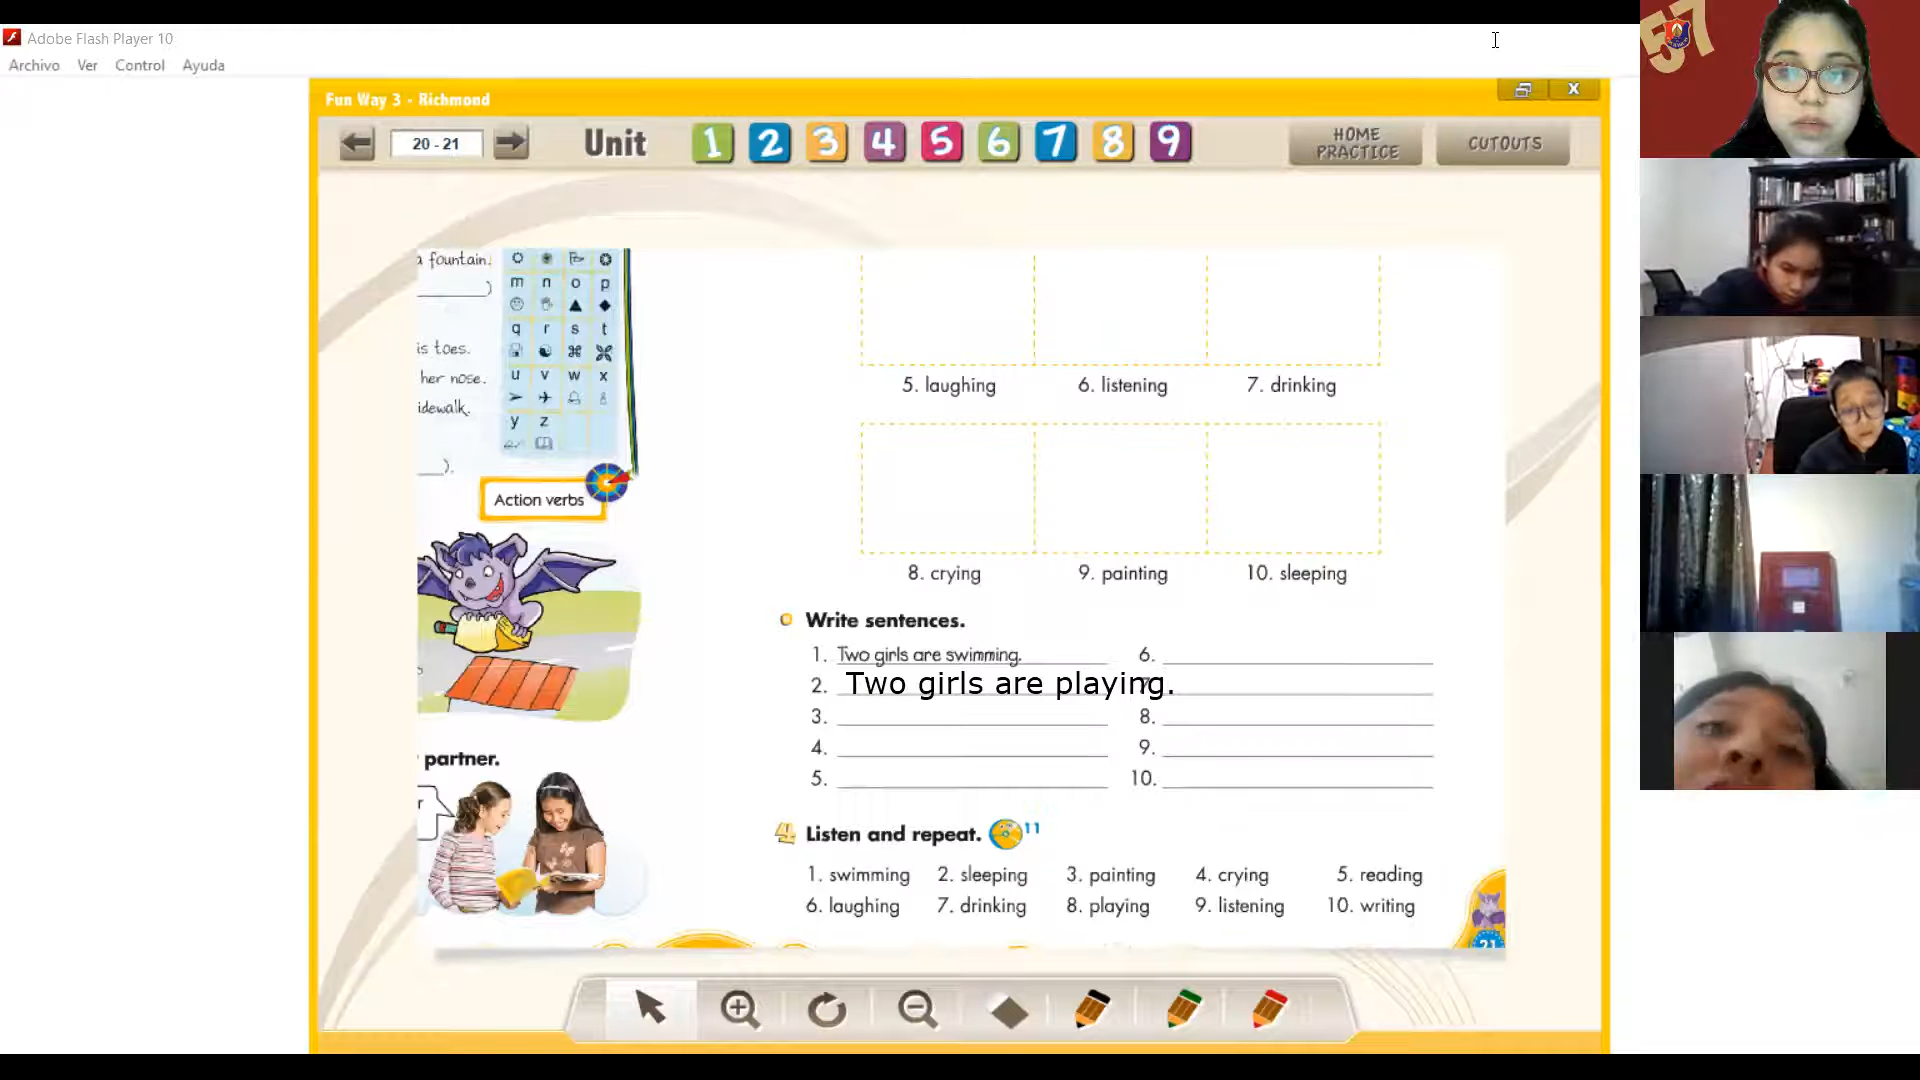 Adobe Flash Player 10
Archivo Ver Control Ayuda
Fun Way 3 - Richmond
20 - 21
Unit 1 2 3 4 5 6 7 8 9
HOME PRACTICE
CUTOUTS
a fountain.
)
m n o p
q r s t
is toes.
her nose.
u v w x
idewalk.
y z
).
Action verbs
partner.
r
5. laughing 6. listening 7. drinking
8. crying 9. painting 10. sleeping
Write sentences.
1. Two girls are swimming. 6.
2. Two girls are playing. 7.
3. 8.
4. 9.
5. 10.
4 Listen and repeat. 11
1. swimming 2. sleeping 3. painting 4. crying 5. reading
6. laughing 7. drinking 8. playing 9. listening 10. writing
21
57